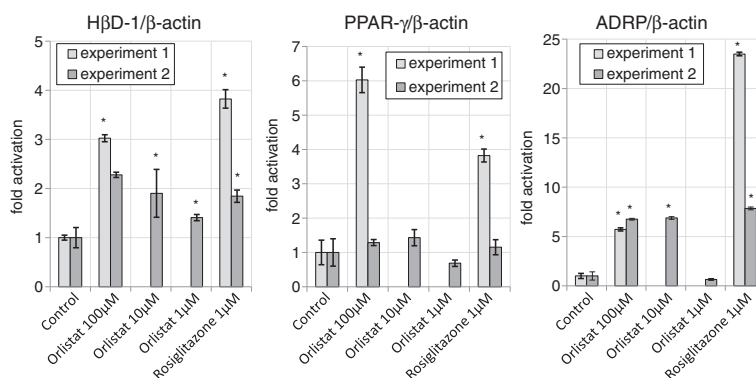 HβD-1/β-actin
fold activation
5
4
3
2
1
0
experiment 1
experiment 2
*
*
*
*
*
Control
Orlistat 100µM
Orlistat 10µM
Orlistat 1µM
Rosiglitazone 1µM
PPAR-γ/β-actin
fold activation
7
6
5
4
3
2
1
0
experiment 1
experiment 2
*
*
Control
Orlistat 100µM
Orlistat 10µM
Orlistat 1µM
Rosiglitazone 1µM
ADRP/β-actin
fold activation
25
20
15
10
5
0
experiment 1
experiment 2
*
*
*
*
*
Control
Orlistat 100µM
Orlistat 10µM
Orlistat 1µM
Rosiglitazone 1µM